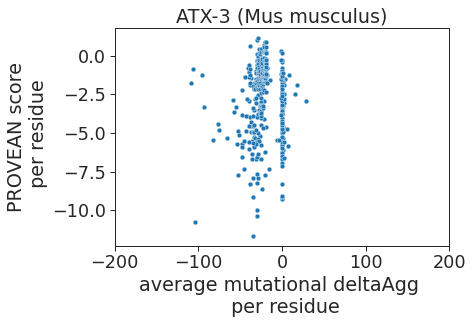 ATX-3 (Mus musculus)
0.0
−2.5
−5.0
−7.5
−10.0
PROVEAN score
per residue
−200
−100
0
100
200
average mutational deltaAgg
per residue